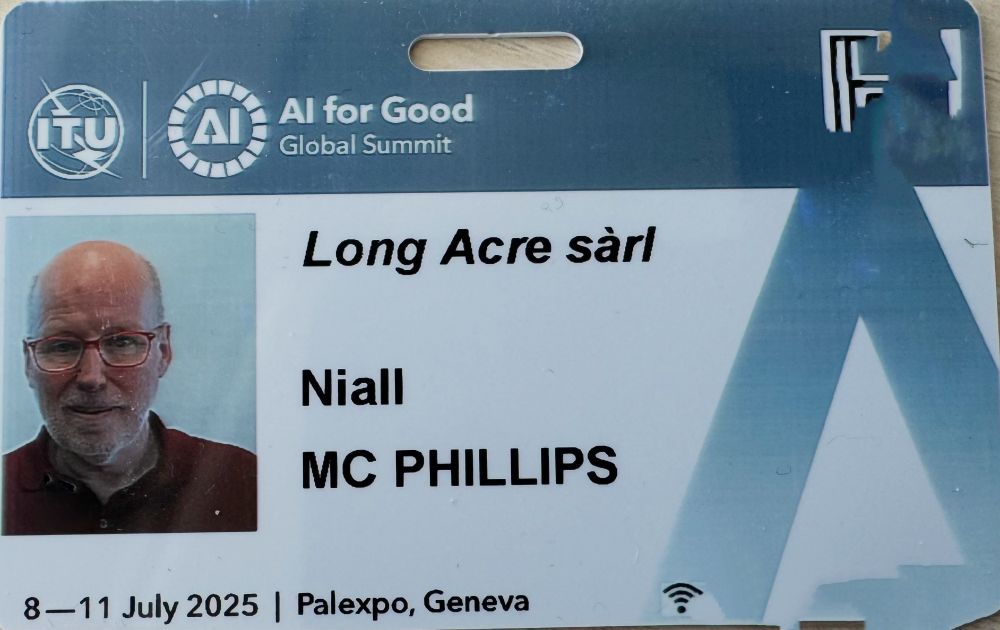 ITU
AI
AI for Good
Global Summit
Long Acre sàrl
Niall
MC PHILLIPS
8—11 July 2025 | Palexpo, Geneva